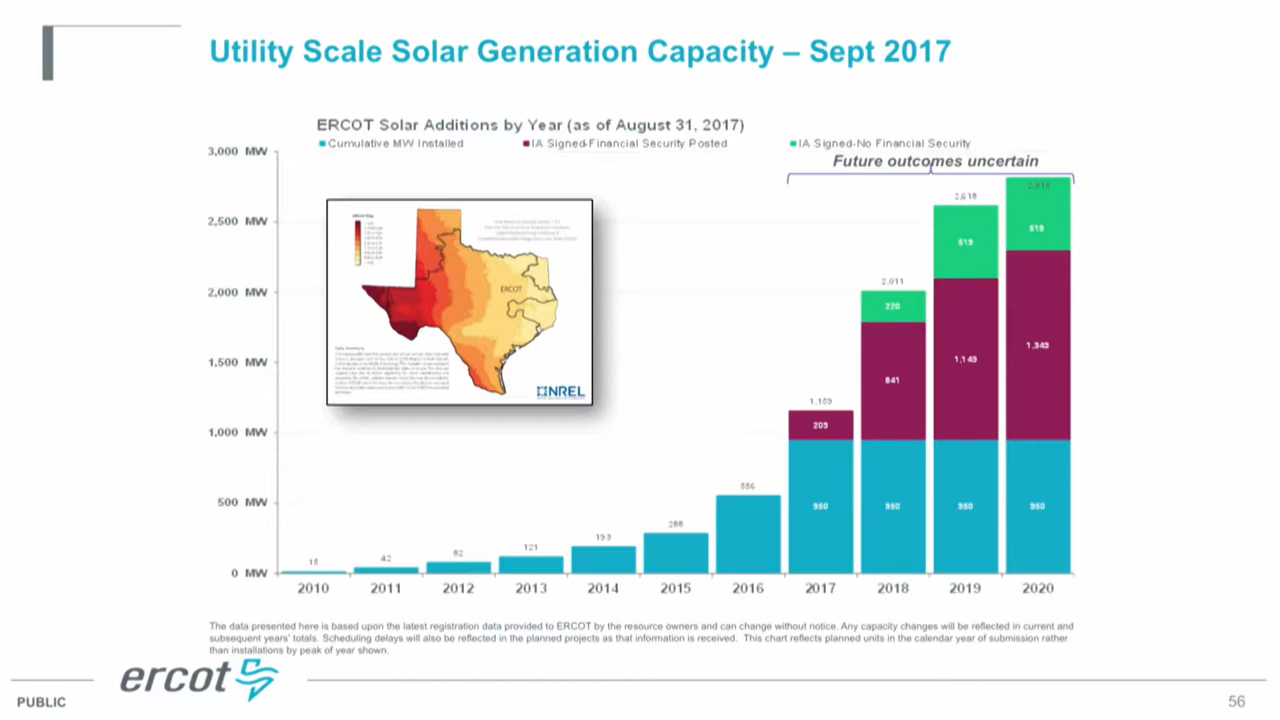 Utility Scale Solar Generation Capacity – Sept 2017
ERCOT Solar Additions by Year (as of August 31, 2017)
Cumulative MW Installed
IA Signed-Financial Security Posted
IA Signed-No Financial Security
Future outcomes uncertain
3,000 MW
2,500 MW
2,000 MW
1,500 MW
1,000 MW
500 MW
0 MW
ERCOT
NREL
15
42
82
121
193
288
556
1,159
209
950
2,011
220
841
950
2,618
519
1,149
950
519
1,349
950
2010
2011
2012
2013
2014
2015
2016
2017
2018
2019
2020
The data presented here is based upon the latest registration data provided to ERCOT by the resource owners and can change without notice. Any capacity changes will be reflected in current and
subsequent years' totals. Scheduling delays will also be reflected in the planned projects as that information is received. This chart reflects planned units in the calendar year of submission rather
than installations by peak of year shown.
ercot
PUBLIC
56